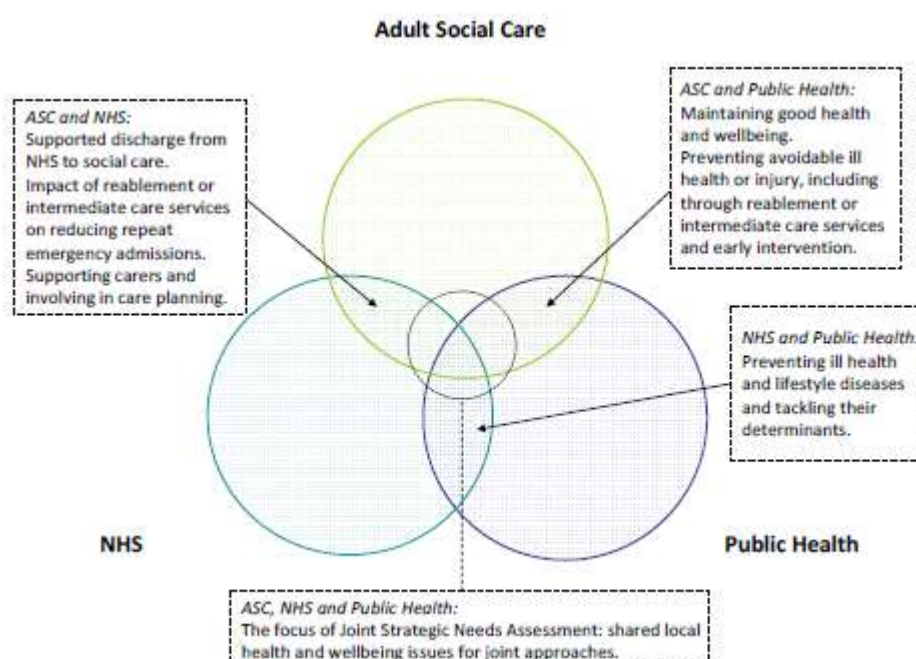 Adult Social Care
ASC and NHS:
Supported discharge from
NHS to social care.
Impact of reablement or
intermediate care services
on reducing repeat
emergency admissions.
Supporting carers and
involving in care planning.
ASC and Public Health:
Maintaining good health
and wellbeing.
Preventing avoidable ill
health or injury, including
through reablement or
intermediate care services
and early intervention.
NHS and Public Health:
Preventing ill health
and lifestyle diseases
and tackling their
determinants.
NHS
Public Health
ASC, NHS and Public Health:
The focus of Joint Strategic Needs Assessment: shared local
health and wellbeing issues for joint approaches.